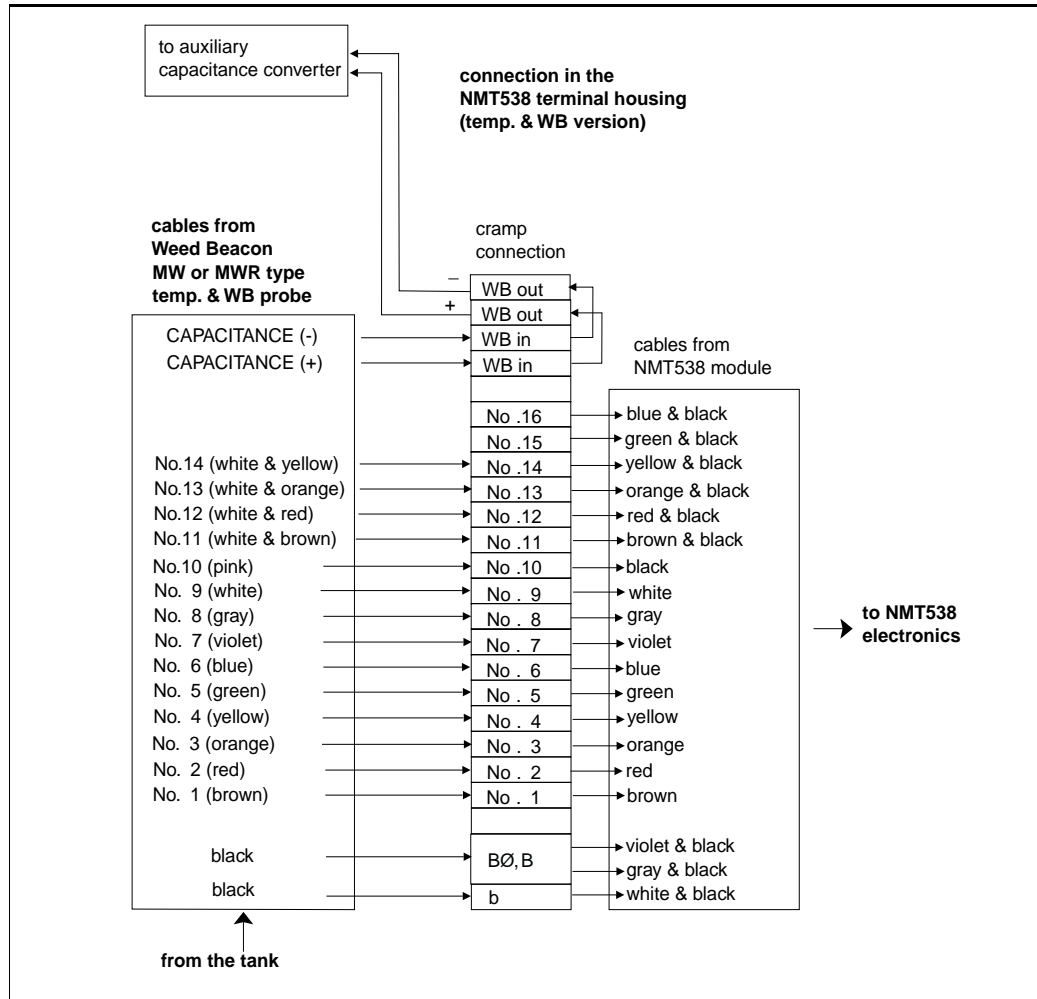 to auxiliary
capacitance converter
connection in the
NMT538 terminal housing
(temp. & WB version)
cables from
Weed Beacon
MW or MWR type
temp. & WB probe
cramp
connection
– WB out
+ WB out
CAPACITANCE (-) WB in
CAPACITANCE (+) WB in
cables from
NMT538 module
No .16 blue & black
No .15 green & black
No.14 (white & yellow) No .14 yellow & black
No.13 (white & orange) No .13 orange & black
No.12 (white & red) No .12 red & black
No.11 (white & brown) No .11 brown & black
No.10 (pink) No .10 black
No. 9 (white) No . 9 white
No. 8 (gray) No . 8 gray
No. 7 (violet) No . 7 violet
No. 6 (blue) No . 6 blue
No. 5 (green) No . 5 green
No. 4 (yellow) No . 4 yellow
No. 3 (orange) No . 3 orange
No. 2 (red) No . 2 red
No. 1 (brown) No . 1 brown
to NMT538
electronics
black BØ, B violet & black
gray & black
black b white & black
from the tank